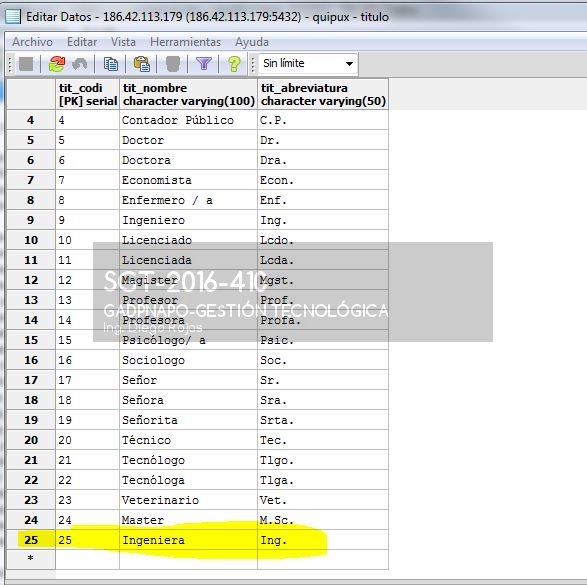 Editar Datos - 186.42.113.179 (186.42.113.179:5432) - quipux - titulo
Archivo Editar Vista Herramientas Ayuda
Sin límite
tit_codi tit_nombre tit_abreviatura
[PK] serial character varying(100) character varying(50)
4 4 Contador Público C.P.
5 5 Doctor Dr.
6 6 Doctora Dra.
7 7 Economista Econ.
8 8 Enfermero / a Enf.
9 9 Ingeniero Ing.
10 10 Licenciado Lcdo.
11 11 Licenciada Lcda.
12 12 Magister Mgst.
13 13 Profesor Prof.
14 14 Profesora Profa.
15 15 Psicólogo/ a Psic.
16 16 Sociologo Soc.
17 17 Señor Sr.
18 18 Señora Sra.
19 19 Señorita Srta.
20 20 Técnico Tec.
21 21 Tecnólogo Tlgo.
22 22 Tecnóloga Tlga.
23 23 Veterinario Vet.
24 24 Master M.Sc.
25 25 Ingeniera Ing.
*
SGT-2016-410
GADPNAPO-GESTIÓN TECNOLÓGICA
Ing. Diego Rojas